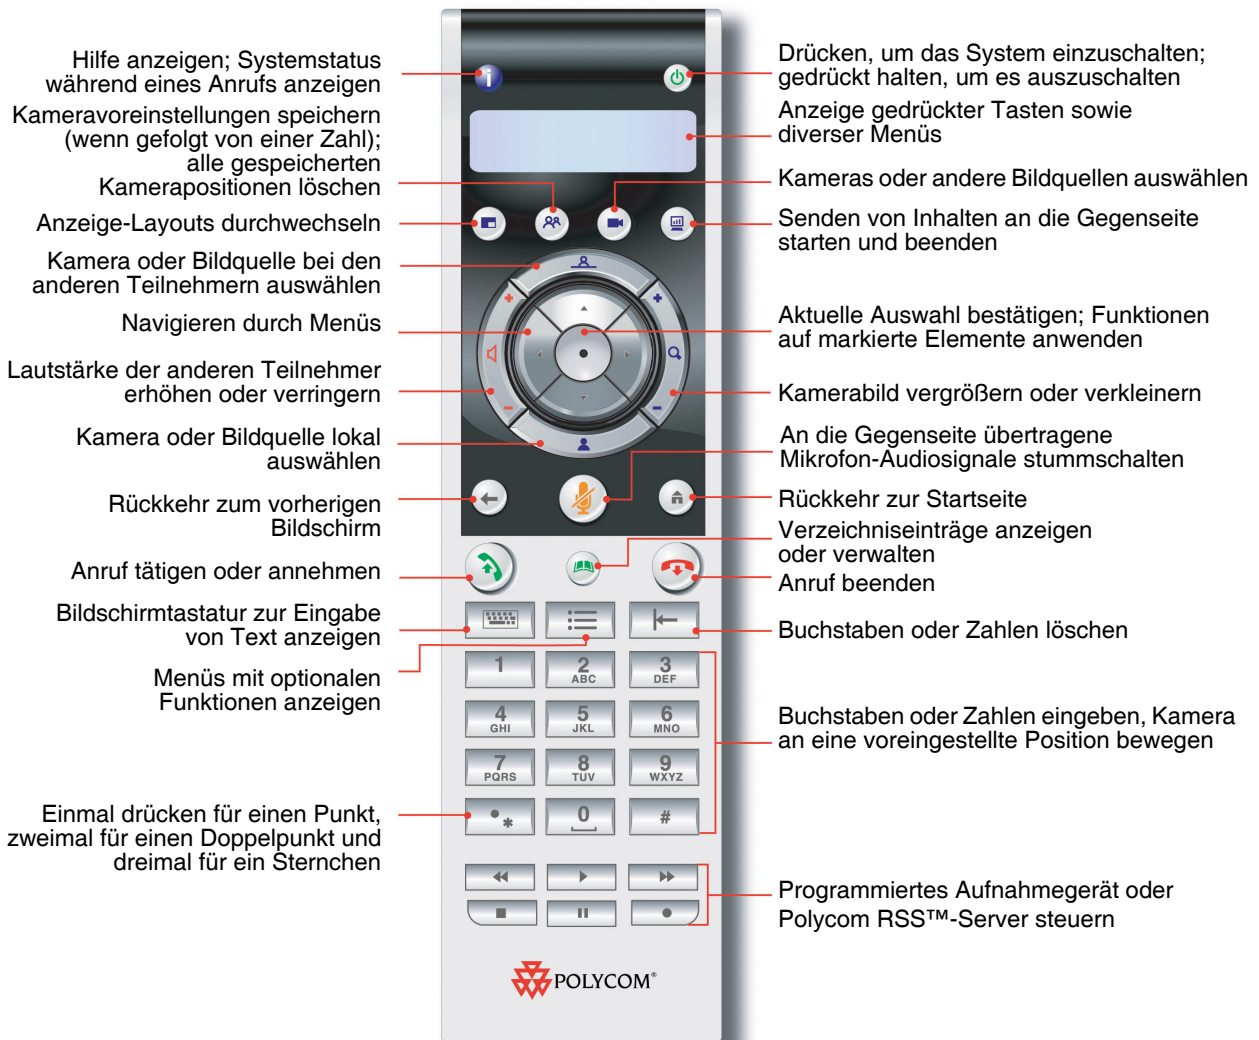 Hilfe anzeigen; Systemstatus
während eines Anrufs anzeigen
Kameravoreinstellungen speichern
(wenn gefolgt von einer Zahl);
alle gespeicherten
Kamerapositionen löschen
Anzeige-Layouts durchwechseln
Kamera oder Bildquelle bei den
anderen Teilnehmern auswählen
Navigieren durch Menüs
Lautstärke der anderen Teilnehmer
erhöhen oder verringern
Kamera oder Bildquelle lokal
auswählen
Rückkehr zum vorherigen
Bildschirm
Anruf tätigen oder annehmen
Bildschirmtastatur zur Eingabe
von Text anzeigen
Menüs mit optionalen
Funktionen anzeigen
Einmal drücken für einen Punkt,
zweimal für einen Doppelpunkt und
dreimal für ein Sternchen
i
1
2
ABC
3
DEF
4
GHI
5
JKL
6
MNO
7
PQRS
8
TUV
9
WXYZ
*
0
#
POLYCOM®
Drücken, um das System einzuschalten;
gedrückt halten, um es auszuschalten
Anzeige gedrückter Tasten sowie
diverser Menüs
Kameras oder andere Bildquellen auswählen
Senden von Inhalten an die Gegenseite
starten und beenden
Aktuelle Auswahl bestätigen; Funktionen
auf markierte Elemente anwenden
Kamerabild vergrößern oder verkleinern
An die Gegenseite übertragene
Mikrofon-Audiosignale stummschalten
Rückkehr zur Startseite
Verzeichniseinträge anzeigen
oder verwalten
Anruf beenden
Buchstaben oder Zahlen löschen
Buchstaben oder Zahlen eingeben, Kamera
an eine voreingestellte Position bewegen
Programmiertes Aufnahmegerät oder
Polycom RSS™-Server steuern